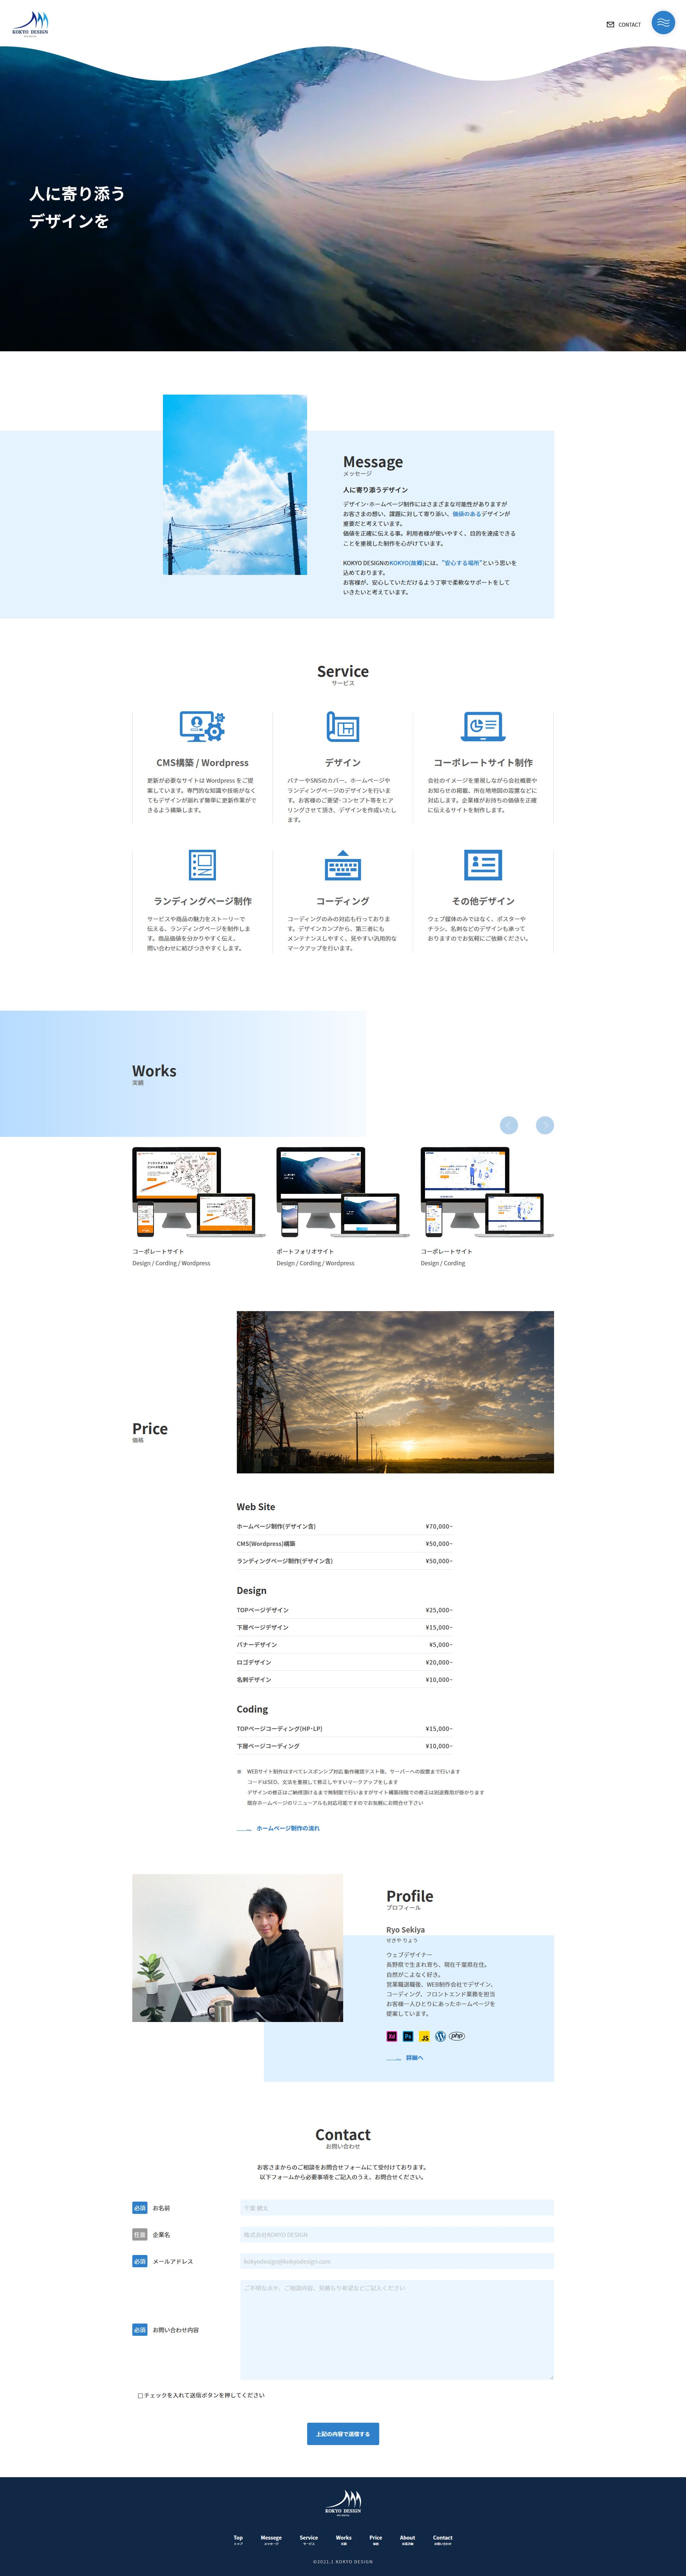 KOKYO DESIGN
CONTACT
人に寄り添う
デザインを
Message
メッセージ
人に寄り添うデザイン
デザイン・ホームページ制作にはさまざまな可能性がありますが
お客さまの想い、課題に対して寄り添い、価値のあるデザインが
重要だと考えています。
価値を正確に伝える事。利用者様が使いやすく、目的を達成できる
ことを重視した制作を心がけています。
KOKYO DESIGNのKOKYO(故郷)には、"安心する場所"という思いを
込めております。
お客様が、安心していただけるよう丁寧で柔軟なサポートをして
いきたいと考えています。
Service
サービス
CMS構築 / Wordpress
更新が必要なサイトは Wordpress をご提
案しています。専門的な知識や技術がなく
てもデザインが崩れず簡単に更新作業がで
きるよう構築します。
デザイン
バナーやSNSのカバー、ホームページや
ランディングページのデザインを行いま
す。お客様のご要望・コンセプト等をヒア
リングさせて頂き、デザインを作成いたし
ます。
コーポレートサイト制作
会社のイメージを重視しながら会社概要や
お知らせの掲載、所在地地図の設置などに
対応します。企業様がお持ちの価値を正確
に伝えるサイトを制作します。
ランディングページ制作
サービスや商品の魅力をストーリーで
伝える、ランディングページを制作しま
す。商品価値を分かりやすく伝え、
問い合わせに結びつきやすくします。
コーディング
コーディングのみの対応も行っておりま
す。デザインカンプから、第三者にも
メンテナンスしやすく、見やすい汎用的な
マークアップを行います。
その他デザイン
ウェブ媒体のみではなく、ポスターや
チラシ、名刺などのデザインも承って
おりますのでお気軽にご依頼ください。
Works
実績
コーポレートサイト
Design / Cording / Wordpress
ポートフォリオサイト
Design / Cording / Wordpress
コーポレートサイト
Design / Cording
Price
価格
Web Site
ホームページ制作(デザイン含) ¥70,000~
CMS(Wordpress)構築 ¥50,000~
ランディングページ制作(デザイン含) ¥50,000~
Design
TOPページデザイン ¥25,000~
下層ページデザイン ¥15,000~
バナーデザイン ¥5,000~
ロゴデザイン ¥20,000~
名刺デザイン ¥10,000~
Coding
TOPページコーディング(HP・LP) ¥15,000~
下層ページコーディング ¥10,000~
※ WEBサイト制作はすべてレスポンシブ対応 動作確認テスト後、サーバーへの設置まで行います
コードはSEO、文法を重視して修正しやすいマークアップをします
デザインの修正はご納得頂けるまで無制限で行いますがサイト構築段階での修正は別途費用が掛かります
既存ホームページのリニューアルも対応可能ですのでお気軽にお問合せ下さい
ホームページ制作の流れ
Profile
プロフィール
Ryo Sekiya
せきや りょう
ウェブデザイナー
長野県で生まれ育ち、現在千葉県在住。
自然がこよなく好き。
営業職退職後、WEB制作会社でデザイン、
コーディング、フロントエンド業務を担当
お客様一人ひとりにあったホームページを
提案しています。
Xd
Ps
JS
php
詳細へ
Contact
お問い合わせ
お客さまからのご相談をお問合せフォームにて受付けております。
以下フォームから必要事項をご記入のうえ、お問合せください。
必須 お名前
任意 企業名
株式会社KOKYO DESIGN
必須 メールアドレス
kokyodesign@kokyodesign.com
ご不明な点や、ご相談内容、見積もり希望などご記入ください
必須 お問い合わせ内容
チェックを入れて送信ボタンを押してください
上記の内容で送信する
KOKYO DESIGN
Top Messege Service Works Price About Contact
トップ メッセージ サービス 実績 価格 お問い合わせ
©2021.1 KOKYO DESIGN